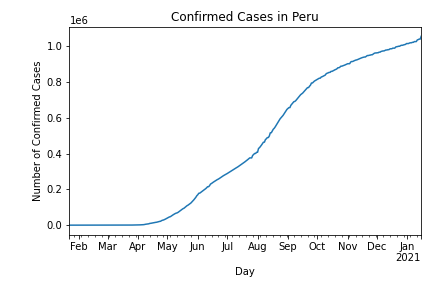 Confirmed Cases in Peru
1e6
1.0
0.8
0.6
0.4
0.2
0.0
Number of Confirmed Cases
Feb Mar Apr May Jun Jul Aug Sep Oct Nov Dec Jan
2021
Day